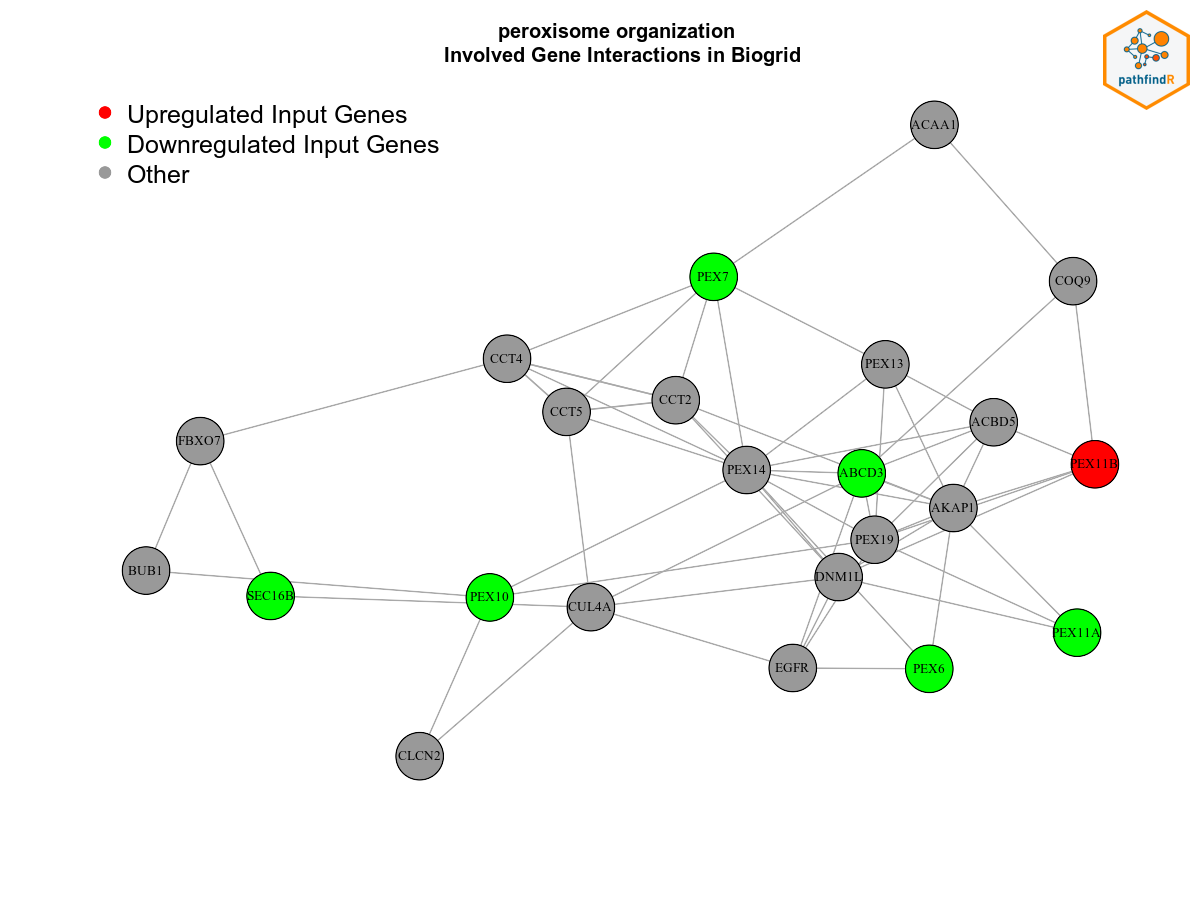 peroxisome organization
Involved Gene Interactions in Biogrid
pathfindR
Upregulated Input Genes
Downregulated Input Genes
Other
ACAA1
PEX7
COQ9
CCT4
PEX13
CCT2
CCT5
ACBD5
FBXO7
PEX14
ABCD3
PEX11B
AKAP1
PEX19
BUB1
DNM1L
SEC16B
PEX10
CUL4A
PEX11A
EGFR
PEX6
CLCN2